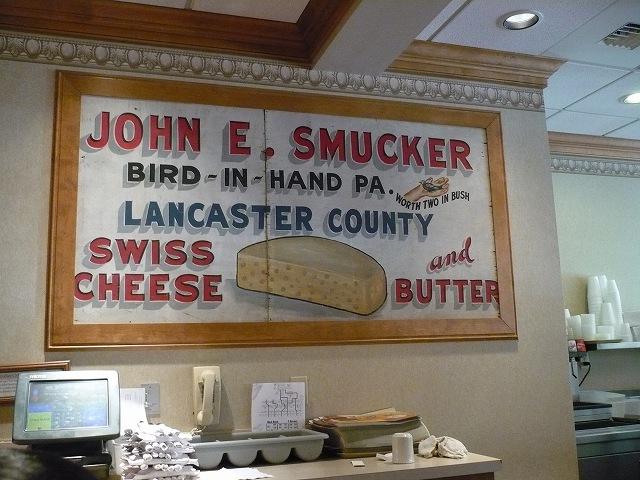 JOHN E. SMUCKER
BIRD-IN-HAND PA.
WORTH TWO IN BUSH
LANCASTER COUNTY
SWISS
CHEESE
and
BUTTER